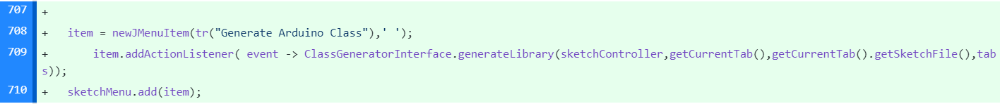 707 +
708 + item = newJMenuItem(tr("Generate Arduino Class"),' ');
709 + item.addActionListener( event -> ClassGeneratorInterface.generateLibrary(sketchController,getCurrentTab(),getCurrentTab().getSketchFile(),tab
s));
710 + sketchMenu.add(item);